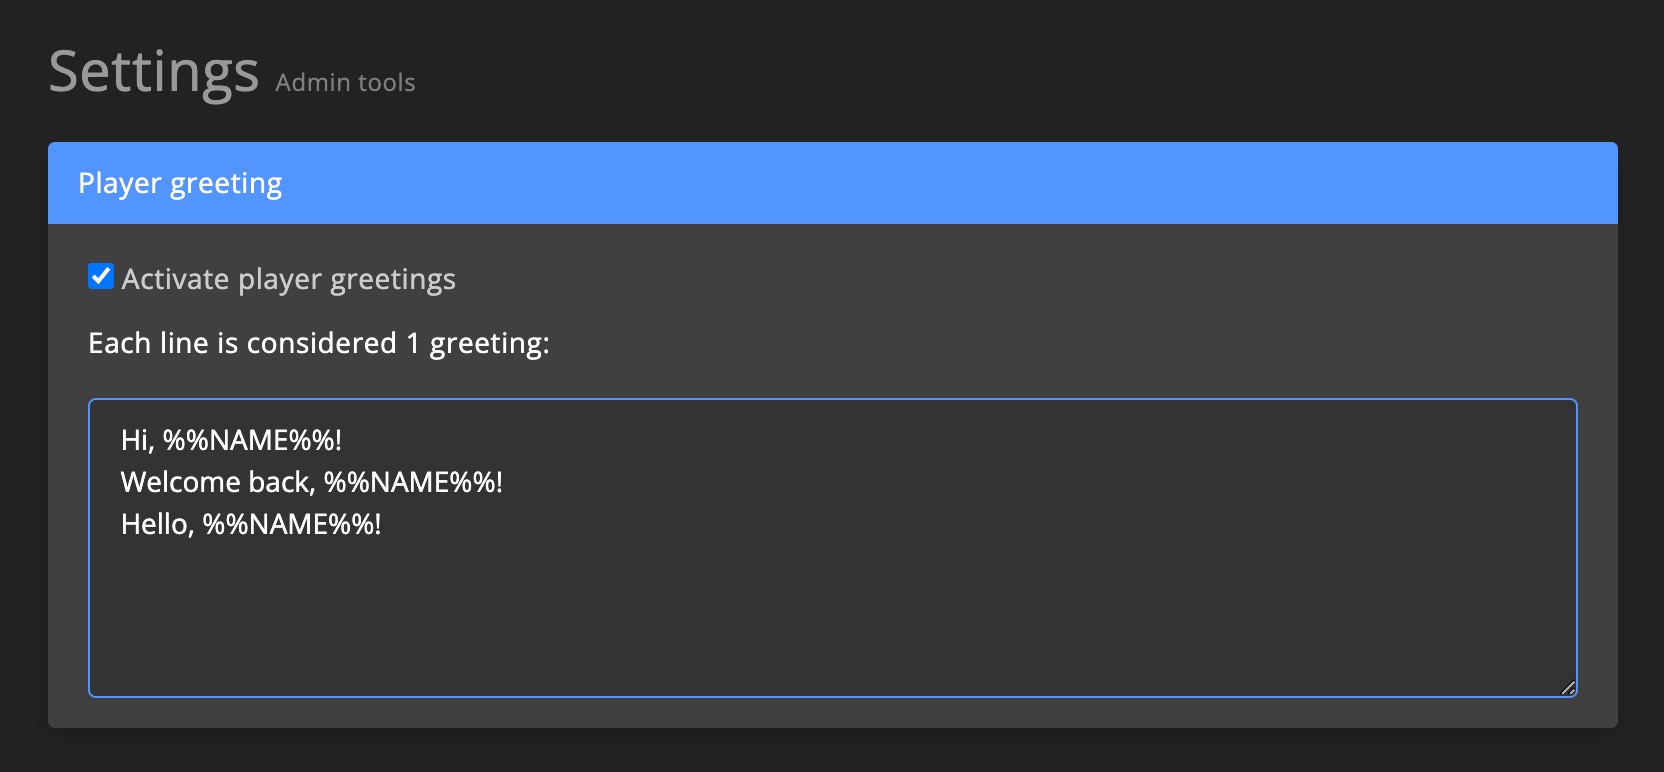 Settings Admin tools
Player greeting
Activate player greetings
Each line is considered 1 greeting:
Hi, %%NAME%%!
Welcome back, %%NAME%%!
Hello, %%NAME%%!